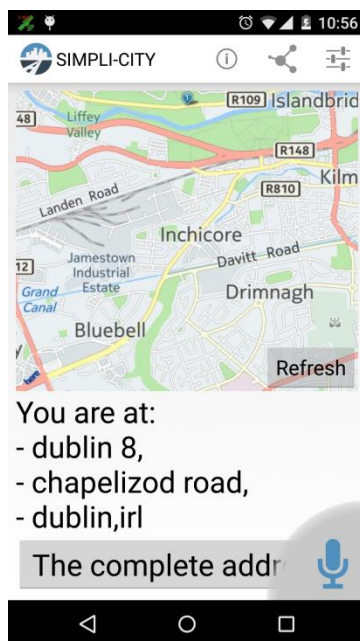 10:56
SIMPLI-CITY
R109 Islandbrid
48
Liffey
Valley
R148
R810
Kilm
Landen Road
Inchicore
12
Jamestown
Industrial
Estate
Davitt Road
Grand
Canal
Drimnagh
Bluebell
here
Refresh
You are at:
- dublin 8,
- chapelizod road,
- dublin,irl
The complete addr